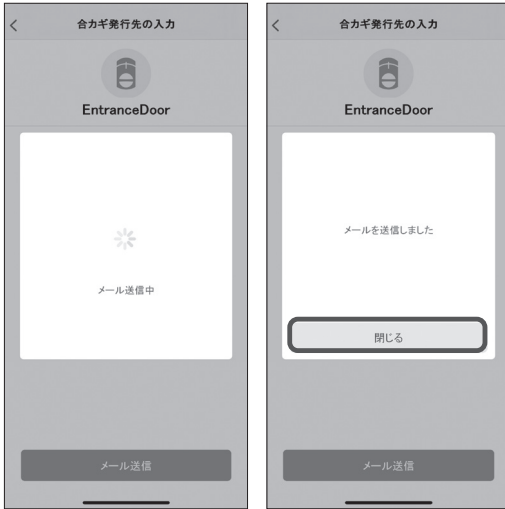 合カギ発行先の入力
EntranceDoor
メール送信中
メール送信
合カギ発行先の入力
EntranceDoor
メールを送信しました
閉じる
メール送信